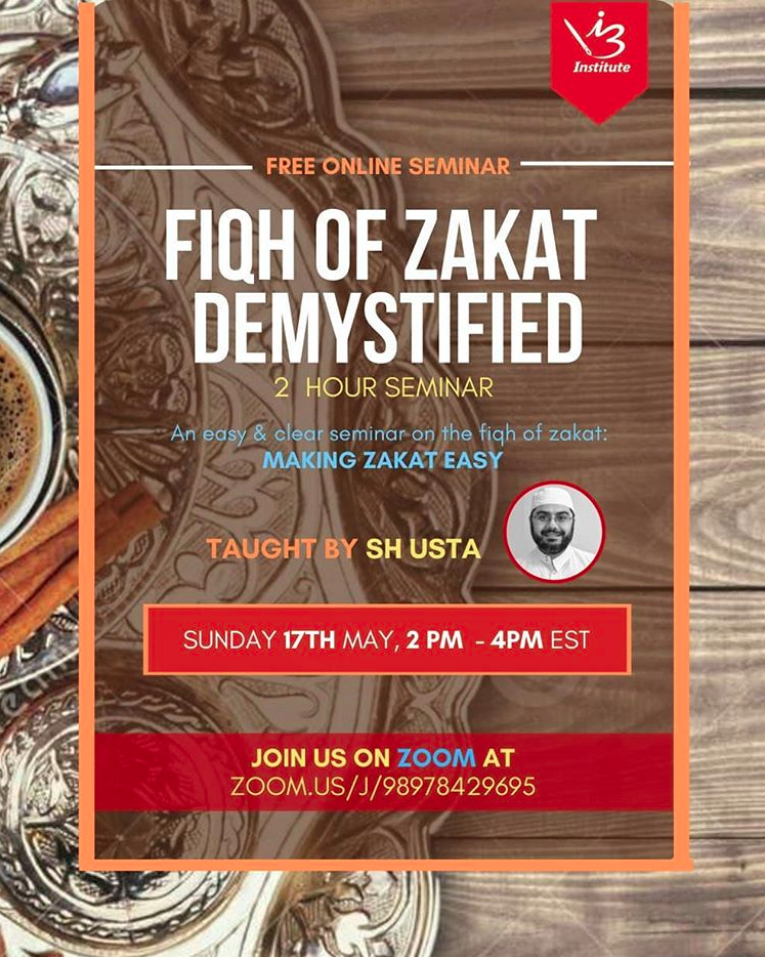 i3
Institute
FREE ONLINE SEMINAR
FIQH OF ZAKAT
DEMYSTIFIED
2 HOUR SEMINAR
An easy & clear seminar on the fiqh of zakat:
MAKING ZAKAT EASY
TAUGHT BY SH USTA
SUNDAY 17TH MAY, 2 PM - 4PM EST
JOIN US ON ZOOM AT
ZOOM.US/J/98978429695